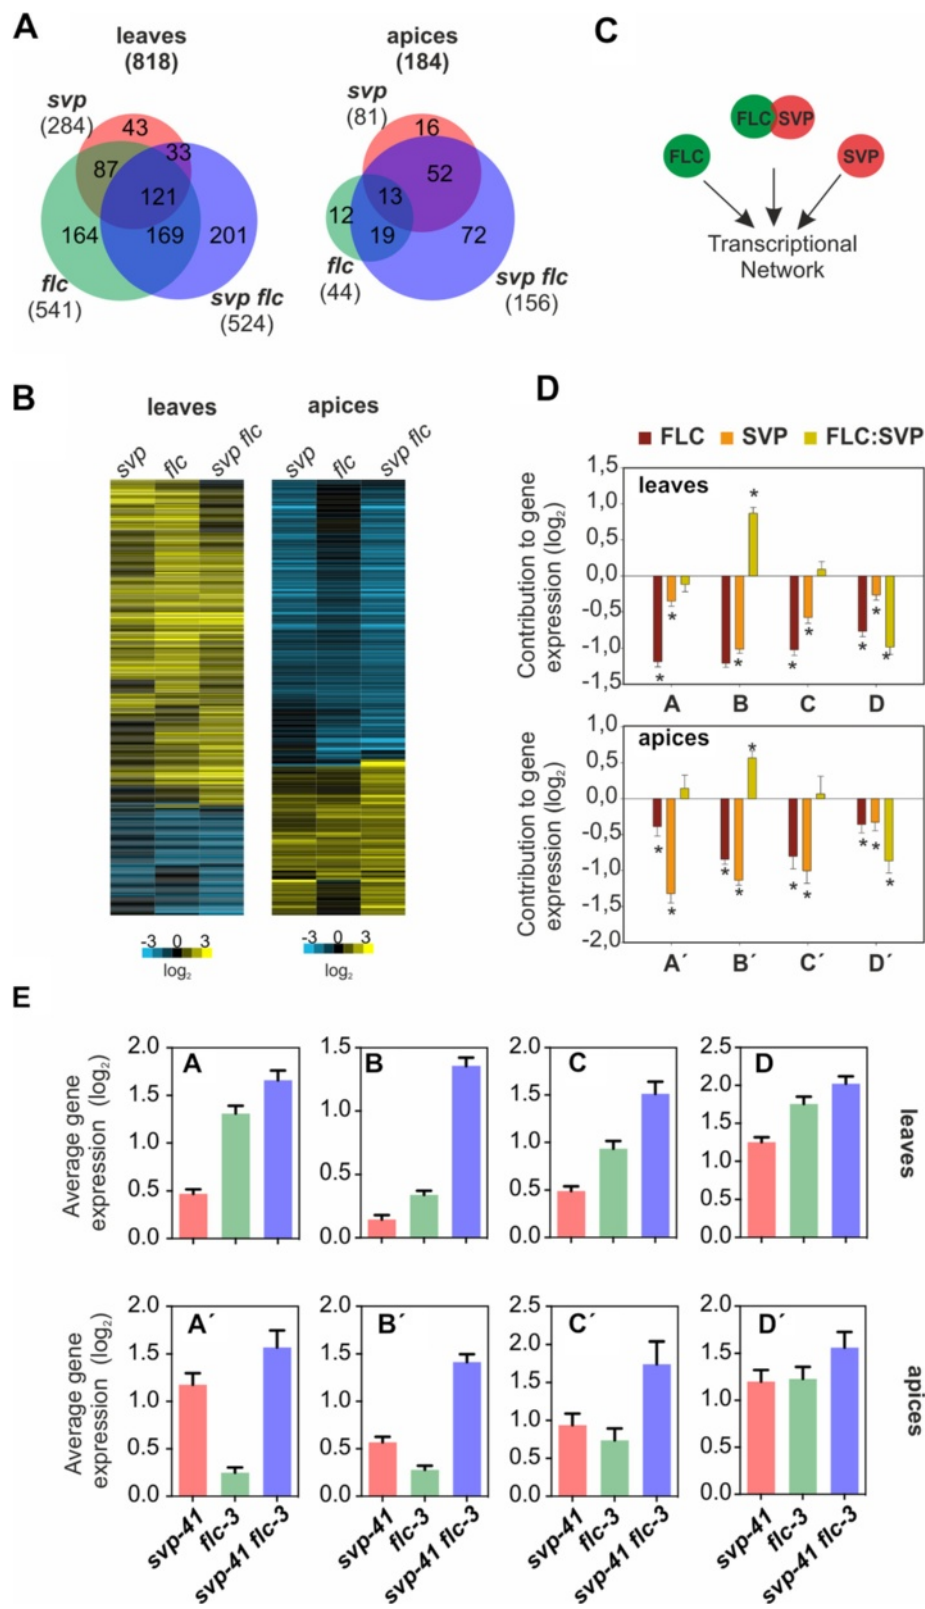 A
leaves
(818)
svp
(284)
43
33
87
121
164
169
201
flc
(541)
svp flc
(524)
apices
(184)
svp
(81)
16
52
13
12
19
72
flc
(44)
svp flc
(156)
C
FLC
FLC SVP
SVP
Transcriptional
Network
B
leaves
svp flc svp flc
apices
svp flc svp flc
-3 0 3
log₂
-3 0 3
log₂
D
FLC SVP FLC:SVP
Contribution to gene
expression (log₂)
leaves
1,5
1,0
0,5
0,0
-0,5
-1,0
-1,5
* * * * * * * * *
A B C D
Contribution to gene
expression (log₂)
apices
1,0
0,5
0,0
-0,5
-1,0
-1,5
-2,0
* * * * * * * * * *
A´ B´ C´ D´
E
Average gene
expression (log₂)
A
2.0
1.5
1.0
0.5
0.0
B
1.5
1.0
0.5
0.0
C
2.0
1.5
1.0
0.5
0.0
D
2.5
2.0
1.5
1.0
0.5
0.0
leaves
Average gene
expression (log₂)
A´
2.0
1.5
1.0
0.5
0.0
B´
2.0
1.5
1.0
0.5
0.0
C´
2.5
2.0
1.5
1.0
0.5
0.0
D´
2.0
1.5
1.0
0.5
0.0
apices
svp-41
flc-3
svp-41 flc-3
svp-41
flc-3
svp-41 flc-3
svp-41
flc-3
svp-41 flc-3
svp-41
flc-3
svp-41 flc-3